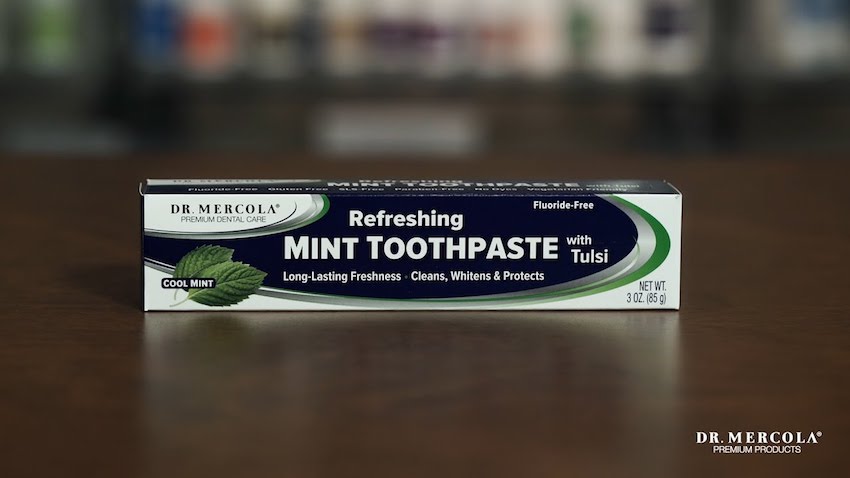 Refreshing
MINT TOOTHPASTE with Tulsi
Fluoride-Free · Gluten-Free · SLS-Free · Paraben-Free · No Dyes · Vegetarian Friendly
DR. MERCOLA®
PREMIUM DENTAL CARE
Fluoride-Free
Refreshing
MINT TOOTHPASTE with Tulsi
Long-Lasting Freshness · Cleans, Whitens & Protects
COOL MINT
NET WT.
3 OZ. (85 g)
DR. MERCOLA®
PREMIUM PRODUCTS